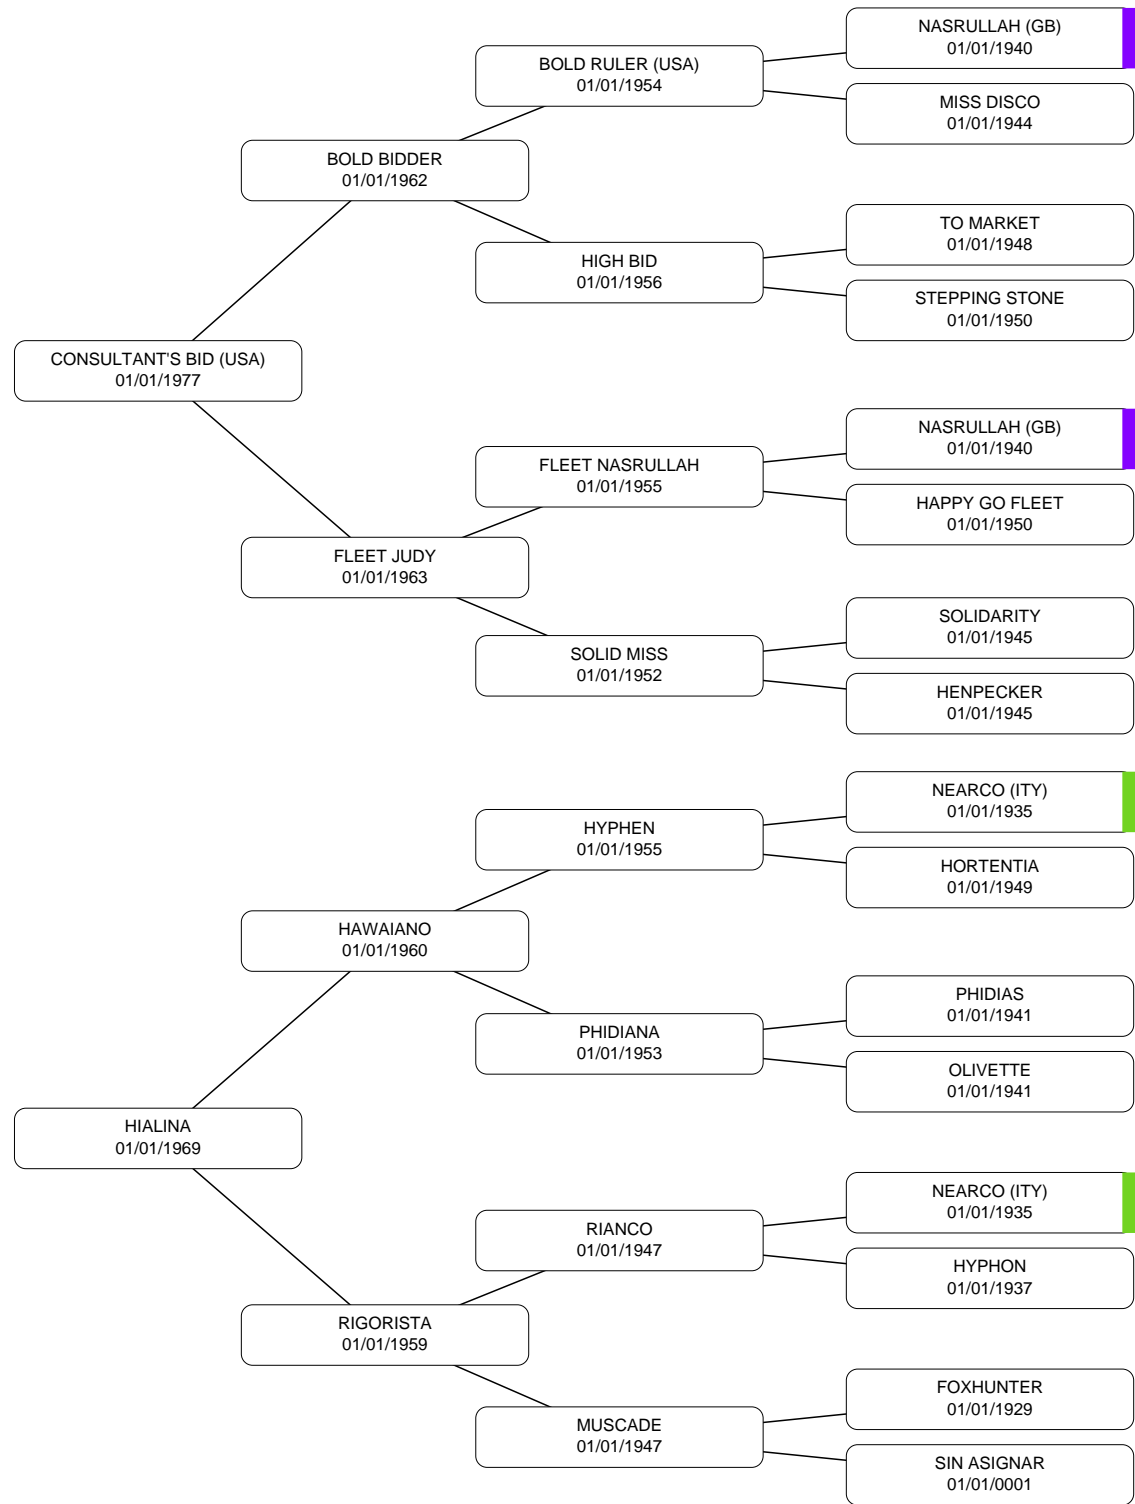 NASRULLAH (GB)
01/01/1940
BOLD RULER (USA)
01/01/1954
MISS DISCO
01/01/1944
BOLD BIDDER
01/01/1962
TO MARKET
01/01/1948
HIGH BID
01/01/1956
STEPPING STONE
01/01/1950
CONSULTANT'S BID (USA)
01/01/1977
NASRULLAH (GB)
01/01/1940
FLEET NASRULLAH
01/01/1955
HAPPY GO FLEET
01/01/1950
FLEET JUDY
01/01/1963
SOLIDARITY
01/01/1945
SOLID MISS
01/01/1952
HENPECKER
01/01/1945
NEARCO (ITY)
01/01/1935
HYPHEN
01/01/1955
HORTENTIA
01/01/1949
HAWAIANO
01/01/1960
PHIDIAS
01/01/1941
PHIDIANA
01/01/1953
OLIVETTE
01/01/1941
HIALINA
01/01/1969
NEARCO (ITY)
01/01/1935
RIANCO
01/01/1947
HYPHON
01/01/1937
RIGORISTA
01/01/1959
FOXHUNTER
01/01/1929
MUSCADE
01/01/1947
SIN ASIGNAR
01/01/0001